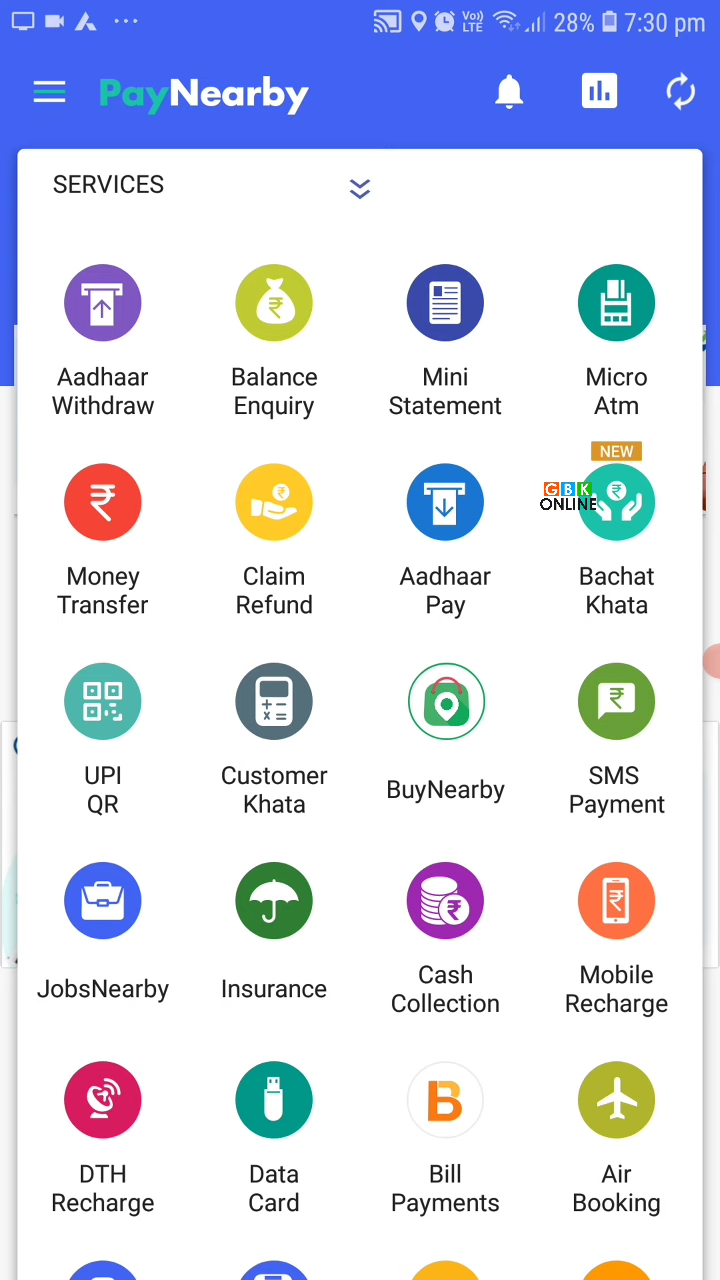 Vo))
LTE
28%
7:30 pm
PayNearby
SERVICES
Aadhaar
Withdraw
Balance
Enquiry
Mini
Statement
Micro
Atm
NEW
GBK
ONLINE
Money
Transfer
Claim
Refund
Aadhaar
Pay
Bachat
Khata
UPI
QR
Customer
Khata
BuyNearby
SMS
Payment
JobsNearby
Insurance
Cash
Collection
Mobile
Recharge
DTH
Recharge
Data
Card
B
Bill
Payments
Air
Booking